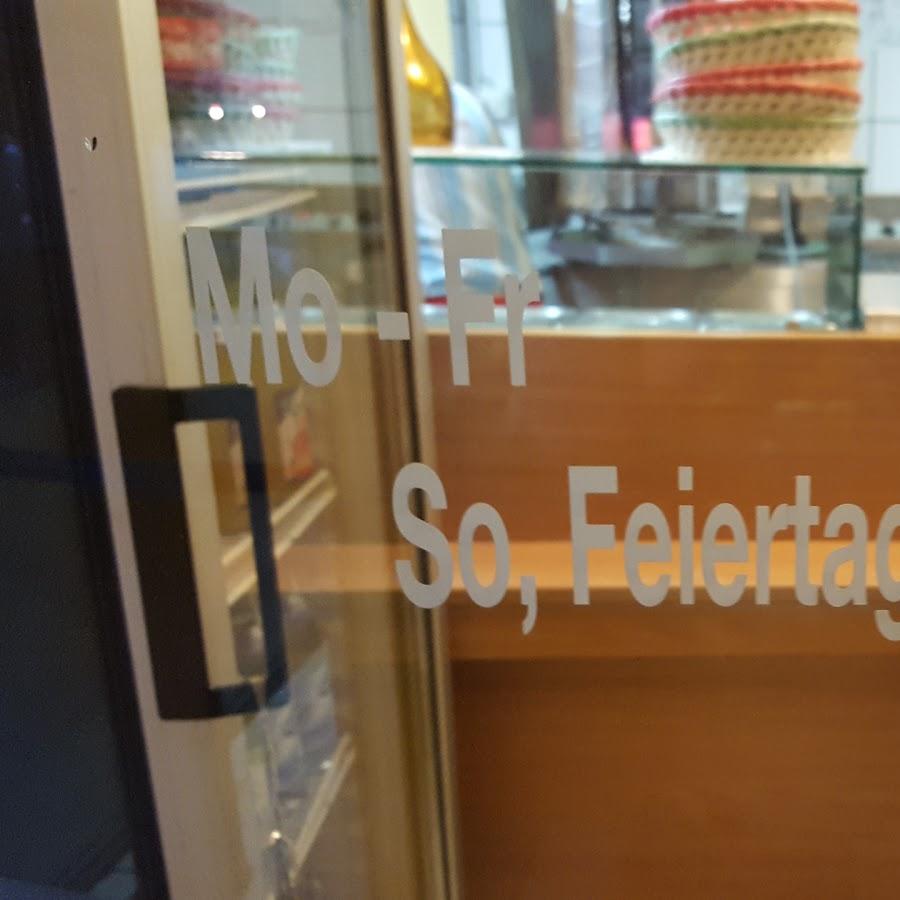 Mo - Fr
So, Feiertag